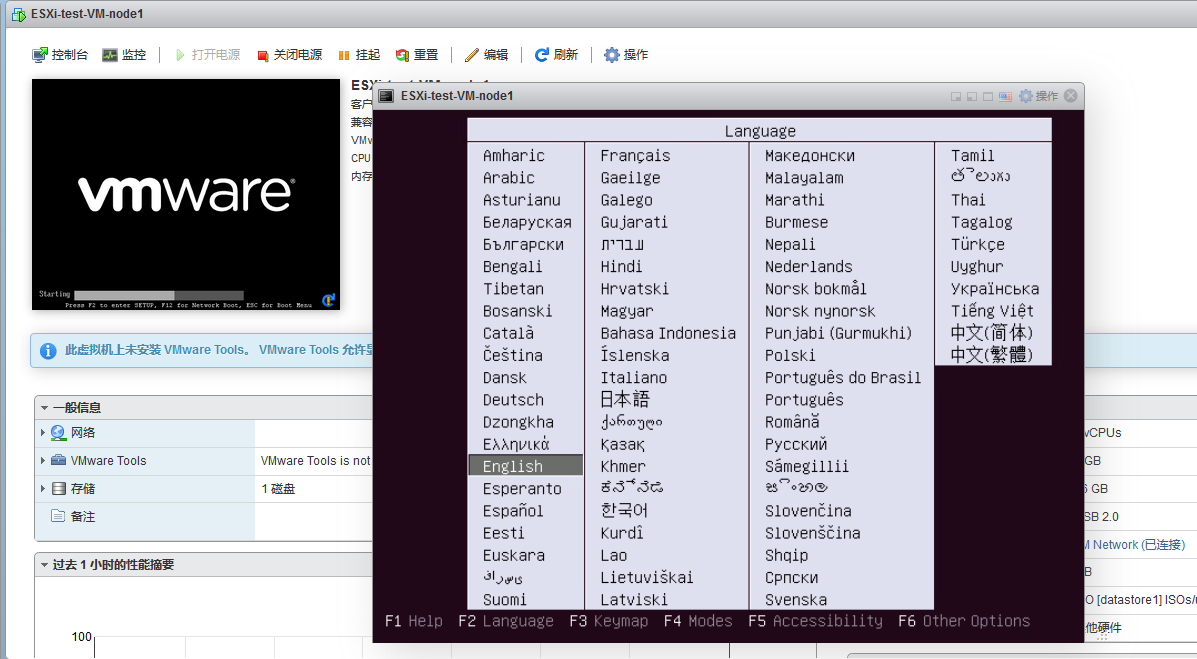 ESXi-test-VM-node1
控制台 监控 打开电源 关闭电源 挂起 重置 编辑 刷新 操作
vmware
Starting
Press F2 to enter SETUP, F12 for Network Boot, ESC for Boot Menu
客户
兼容
CPU
内存
此虚拟机上未安装 VMware Tools。 VMware Tools 允许
一般信息
网络
VMware Tools VMware Tools is not
存储 1 磁盘
备注
过去 1 小时的性能摘要
100
ESXi-test-VM-node1 操作
Language
Amharic
Arabic
Asturianu
Беларуская
Български
Bengali
Tibetan
Bosanski
Català
Čeština
Dansk
Deutsch
Dzongkha
Ελληνικά
English
Esperanto
Español
Eesti
Euskara
ﻓﺎﺭﺳﯽ
Suomi
Français
Gaeilge
Galego
Gujarati
עברית
Hindi
Hrvatski
Magyar
Bahasa Indonesia
Íslenska
Italiano
日本語
ქართული
Қазақ
Khmer
ಕನ್ನಡ
한국어
Kurdî
Lao
Lietuviškai
Latviski
Македонски
Malayalam
Marathi
Burmese
Nepali
Nederlands
Norsk bokmål
Norsk nynorsk
Punjabi (Gurmukhi)
Polski
Português do Brasil
Português
Română
Русский
Sámegillii
සිංහල
Slovenčina
Slovenščina
Shqip
Српски
Svenska
Tamil
తెలుగు
Thai
Tagalog
Türkçe
Uyghur
Українська
Tiếng Việt
中文(简体)
中文(繁體)
F1 Help F2 Language F3 Keymap F4 Modes F5 Accessibility F6 Other Options
vCPUs
GB
GB
SB 2.0
Network (已连接)
[datastore1] ISOs/
他硬件